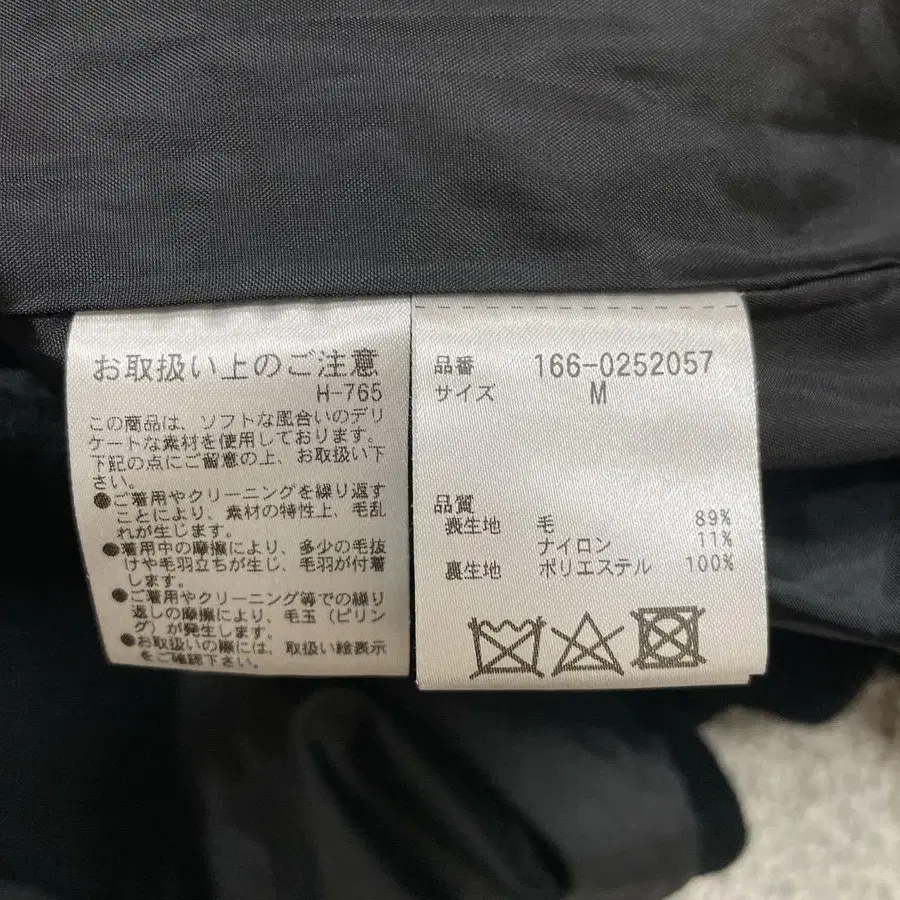 お取扱い上のご注意
H-765
この商品は、ソフトな風合いのデリ
ケートな素材を使用しております。
下記の点にご留意の上、お取扱い下
さい。
●ご着用やクリーニングを繰り返す
ことにより、素材の特性上、毛乱
れが生じます。
●着用中の摩擦により、多少の毛抜
けや毛羽立ちが生じ、毛羽が付着
します。
●ご着用やクリーニング等での繰り
返しの摩擦により、毛玉（ピリン
グ）が発生します。
●お取扱いの際には、取扱い絵表示
をご確認下さい。
品番 166-0252057
サイズ M
品質
表生地 毛 89%
ナイロン 11%
裏生地 ポリエステル 100%